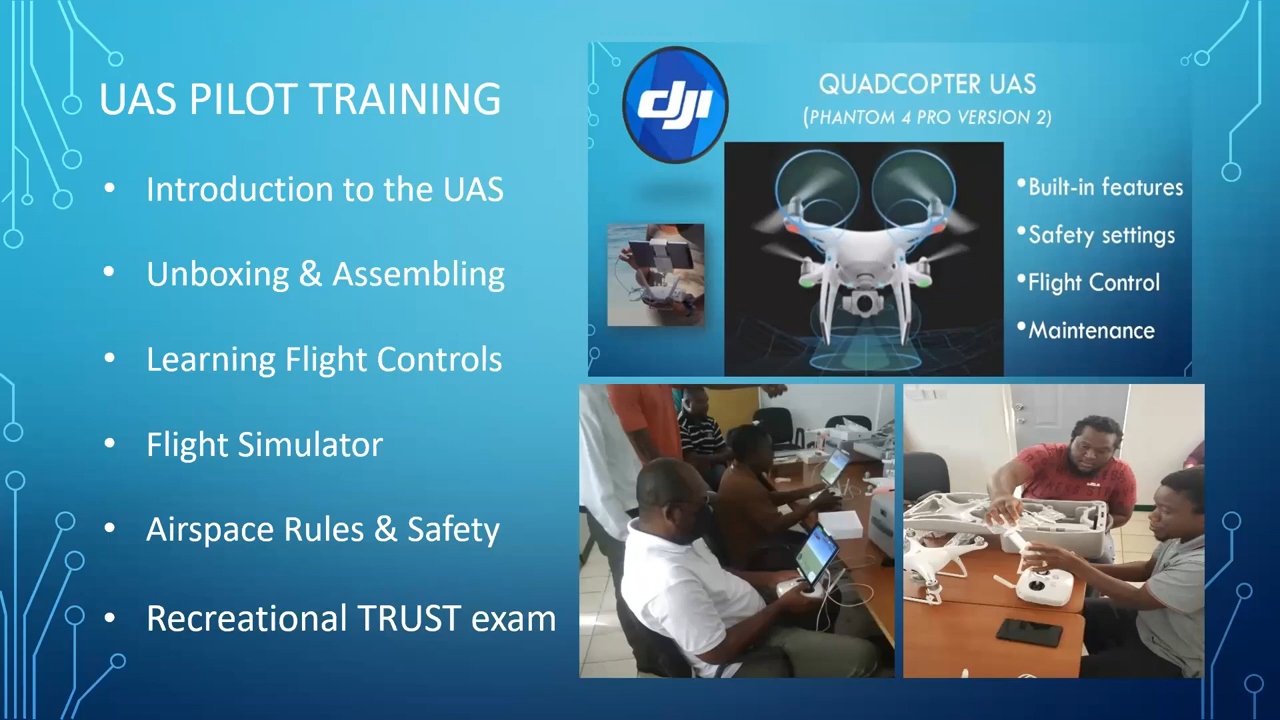 UAS PILOT TRAINING
• Introduction to the UAS
• Unboxing & Assembling
• Learning Flight Controls
• Flight Simulator
• Airspace Rules & Safety
• Recreational TRUST exam
dji
QUADCOPTER UAS
(PHANTOM 4 PRO VERSION 2)
•Built-in features
•Safety settings
•Flight Control
•Maintenance